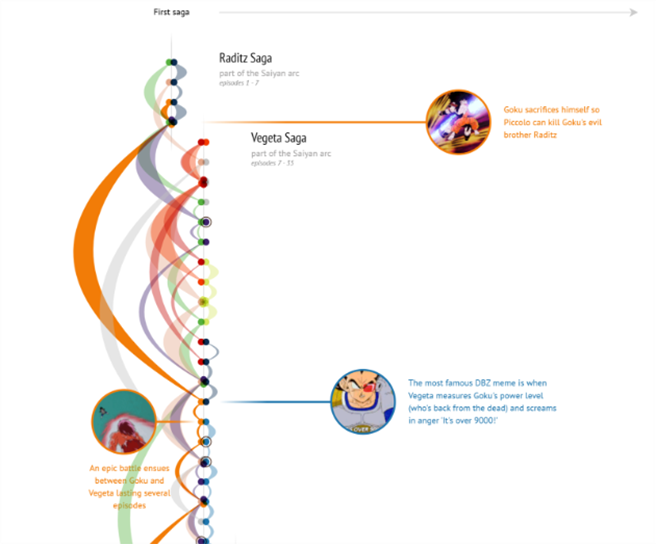 First saga
Raditz Saga
part of the Saiyan arc
episodes 1 - 7
Goku sacrifices himself so
Piccolo can kill Goku's evil
brother Raditz
Vegeta Saga
part of the Saiyan arc
episodes 7 - 35
The most famous DBZ meme is when
Vegeta measures Goku's power level
(who's back from the dead) and screams
in anger 'It's over 9000!'
OVER
An epic battle ensues
between Goku and
Vegeta lasting several
episodes